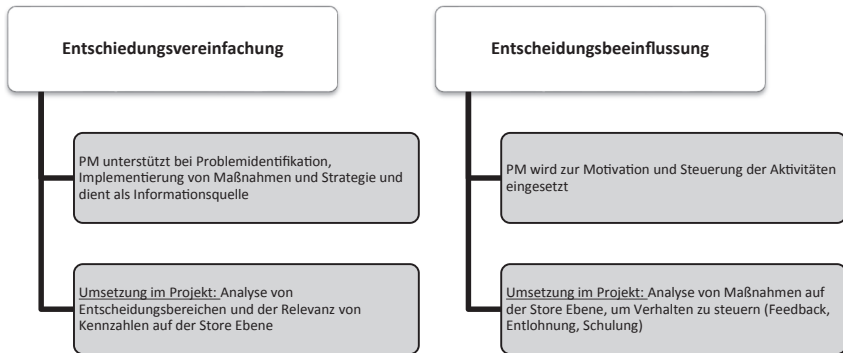 Entschiedungsvereinfachung
PM unterstützt bei Problemidentifikation,
Implementierung von Maßnahmen und Strategie und
dient als Informationsquelle
Umsetzung im Projekt: Analyse von
Entscheidungsbereichen und der Relevanz von
Kennzahlen auf der Store Ebene
Entscheidungsbeeinflussung
PM wird zur Motivation und Steuerung der Aktivitäten
eingesetzt
Umsetzung im Projekt: Analyse von Maßnahmen auf
der Store Ebene, um Verhalten zu steuern (Feedback,
Entlohnung, Schulung)